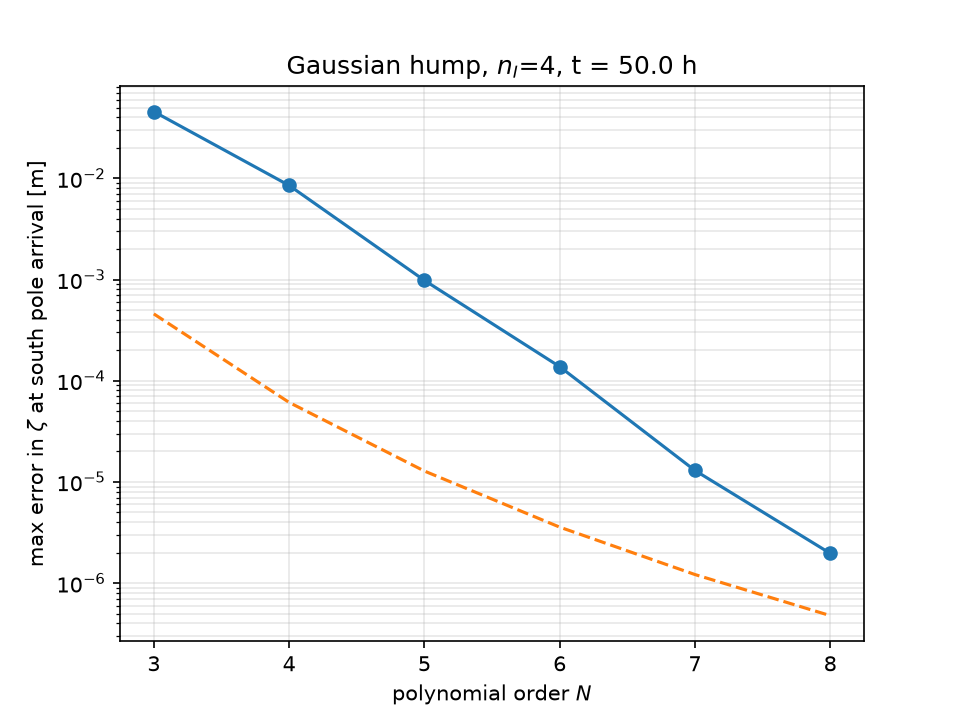 Gaussian hump, n_I=4, t = 50.0 h
max error in ζ at south pole arrival [m]
10⁻²
10⁻³
10⁻⁴
10⁻⁵
10⁻⁶
3 4 5 6 7 8
polynomial order N